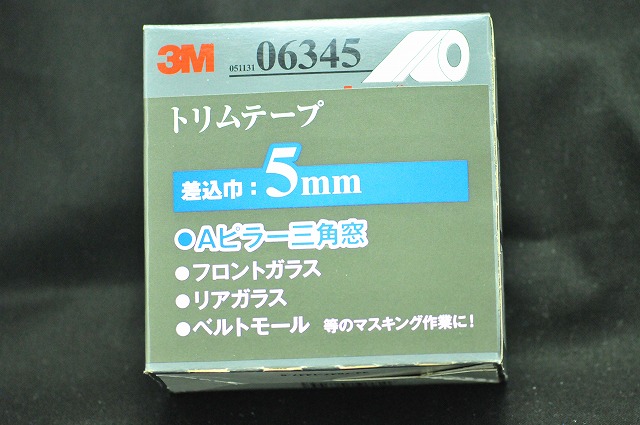 3M 051131 06345
トリムテープ
差込巾：5mm
●Aピラー三角窓
●フロントガラス
●リアガラス
●ベルトモール 等のマスキング作業に！